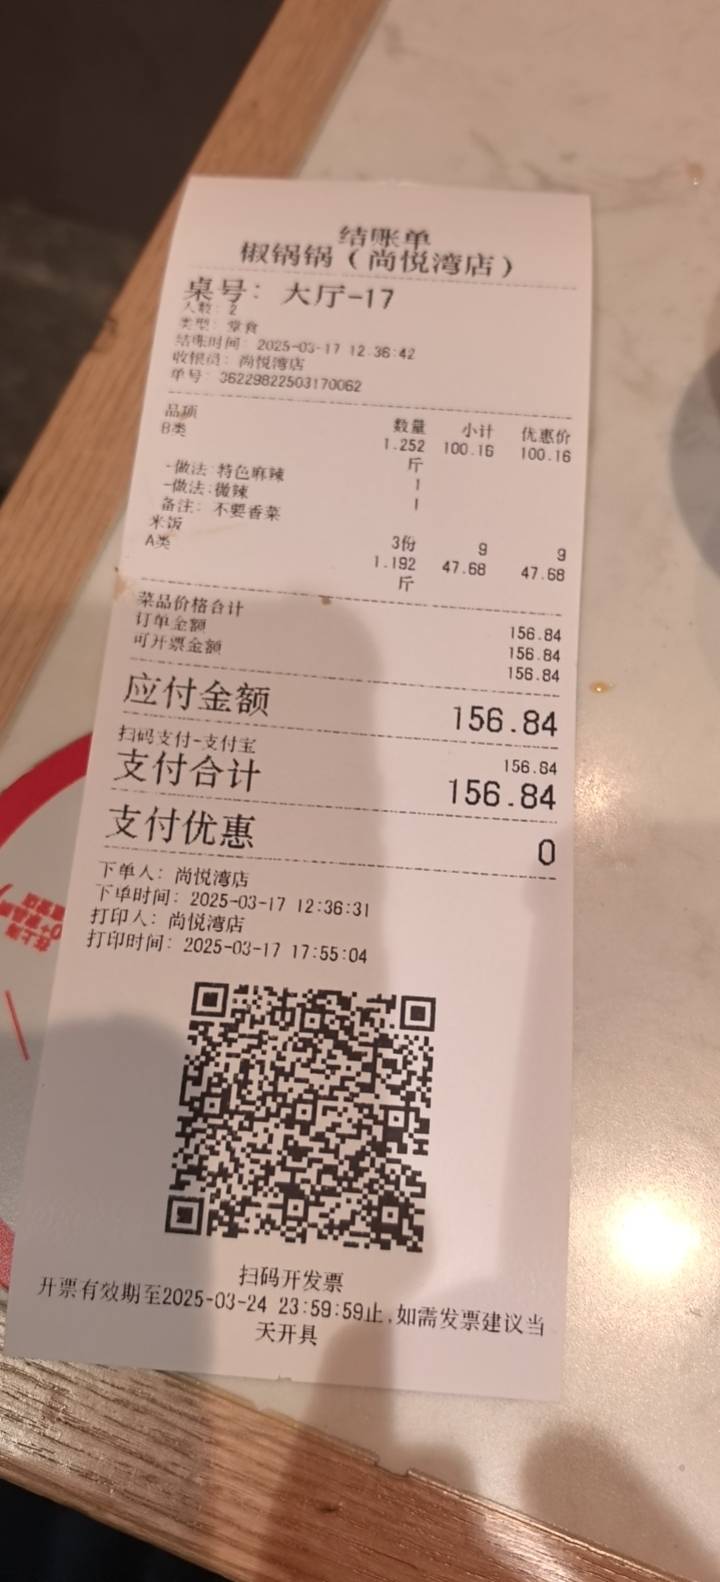 结账单
椒锅锅（尚悦湾店）
桌号: 大厅-17
人数: 2
类型: 堂食
结账时间: 2025-03-17 12:36:42
收银员: 尚悦湾店
单号: 36229822503170062
品项 数量 小计 优惠价
B类 1.252 100.16 100.16
斤
-做法: 特色麻辣 1
-做法:微辣 1
备注: 不要香菜
米饭 3份 9 9
A类 1.192 47.68 47.68
斤
菜品价格合计 156.84
订单金额 156.84
可开票金额 156.84
应付金额 156.84
扫码支付-支付宝 156.84
支付合计 156.84
支付优惠 0
下单人: 尚悦湾店
下单时间: 2025-03-17 12:36:31
打印人: 尚悦湾店
打印时间: 2025-03-17 17:55:04
扫码开发票
开票有效期至2025-03-24 23:59:59止,如需发票建议当
天开具